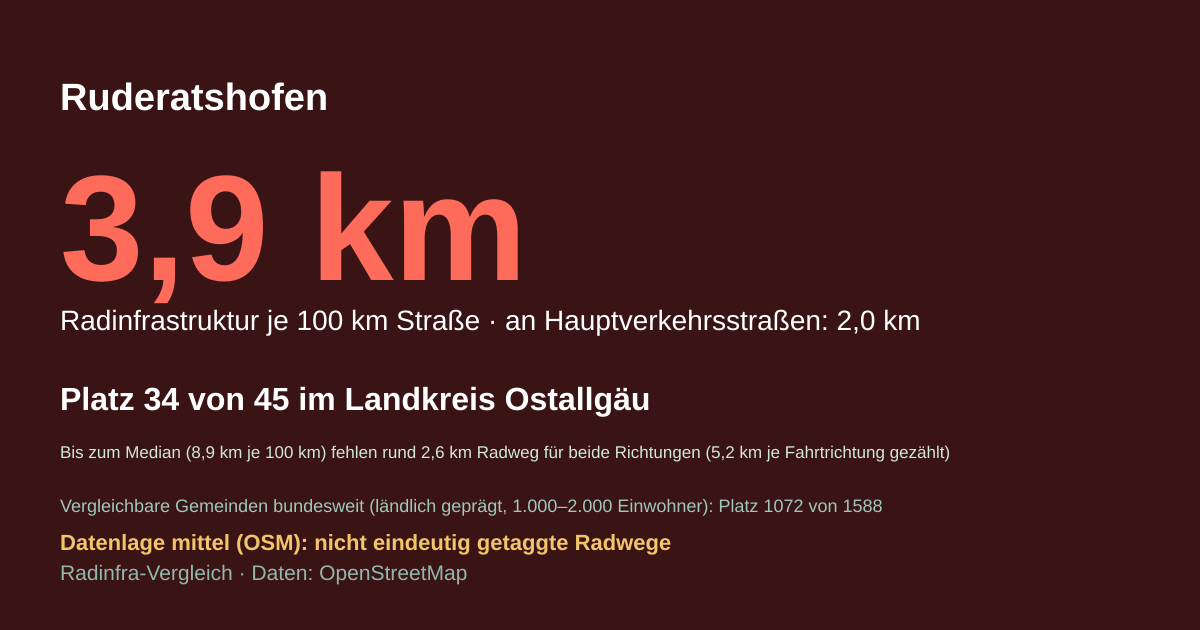 Ruderatshofen
3,9 km
Radinfrastruktur je 100 km Straße · an Hauptverkehrsstraßen: 2,0 km
Platz 34 von 45 im Landkreis Ostallgäu
Bis zum Median (8,9 km je 100 km) fehlen rund 2,6 km Radweg für beide Richtungen (5,2 km je Fahrtrichtung gezählt)
Vergleichbare Gemeinden bundesweit (ländlich geprägt, 1.000–2.000 Einwohner): Platz 1072 von 1588
Datenlage mittel (OSM): nicht eindeutig getaggte Radwege
Radinfra-Vergleich · Daten: OpenStreetMap